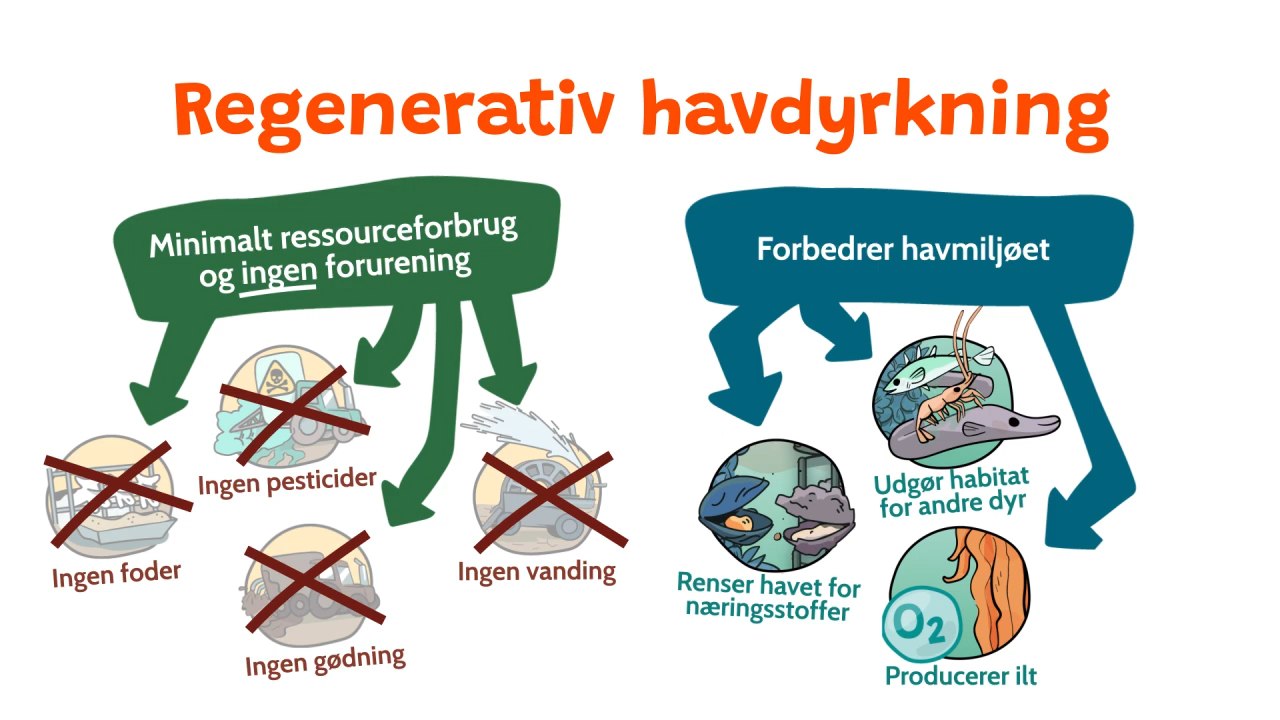 Regenerativ havdyrkning
Minimalt ressourceforbrug
og ingen forurening
Ingen foder
Ingen pesticider
Ingen gødning
Ingen vanding
Forbedrer havmiljøet
Renser havet for
næringsstoffer
Udgør habitat
for andre dyr
O2
Producerer ilt